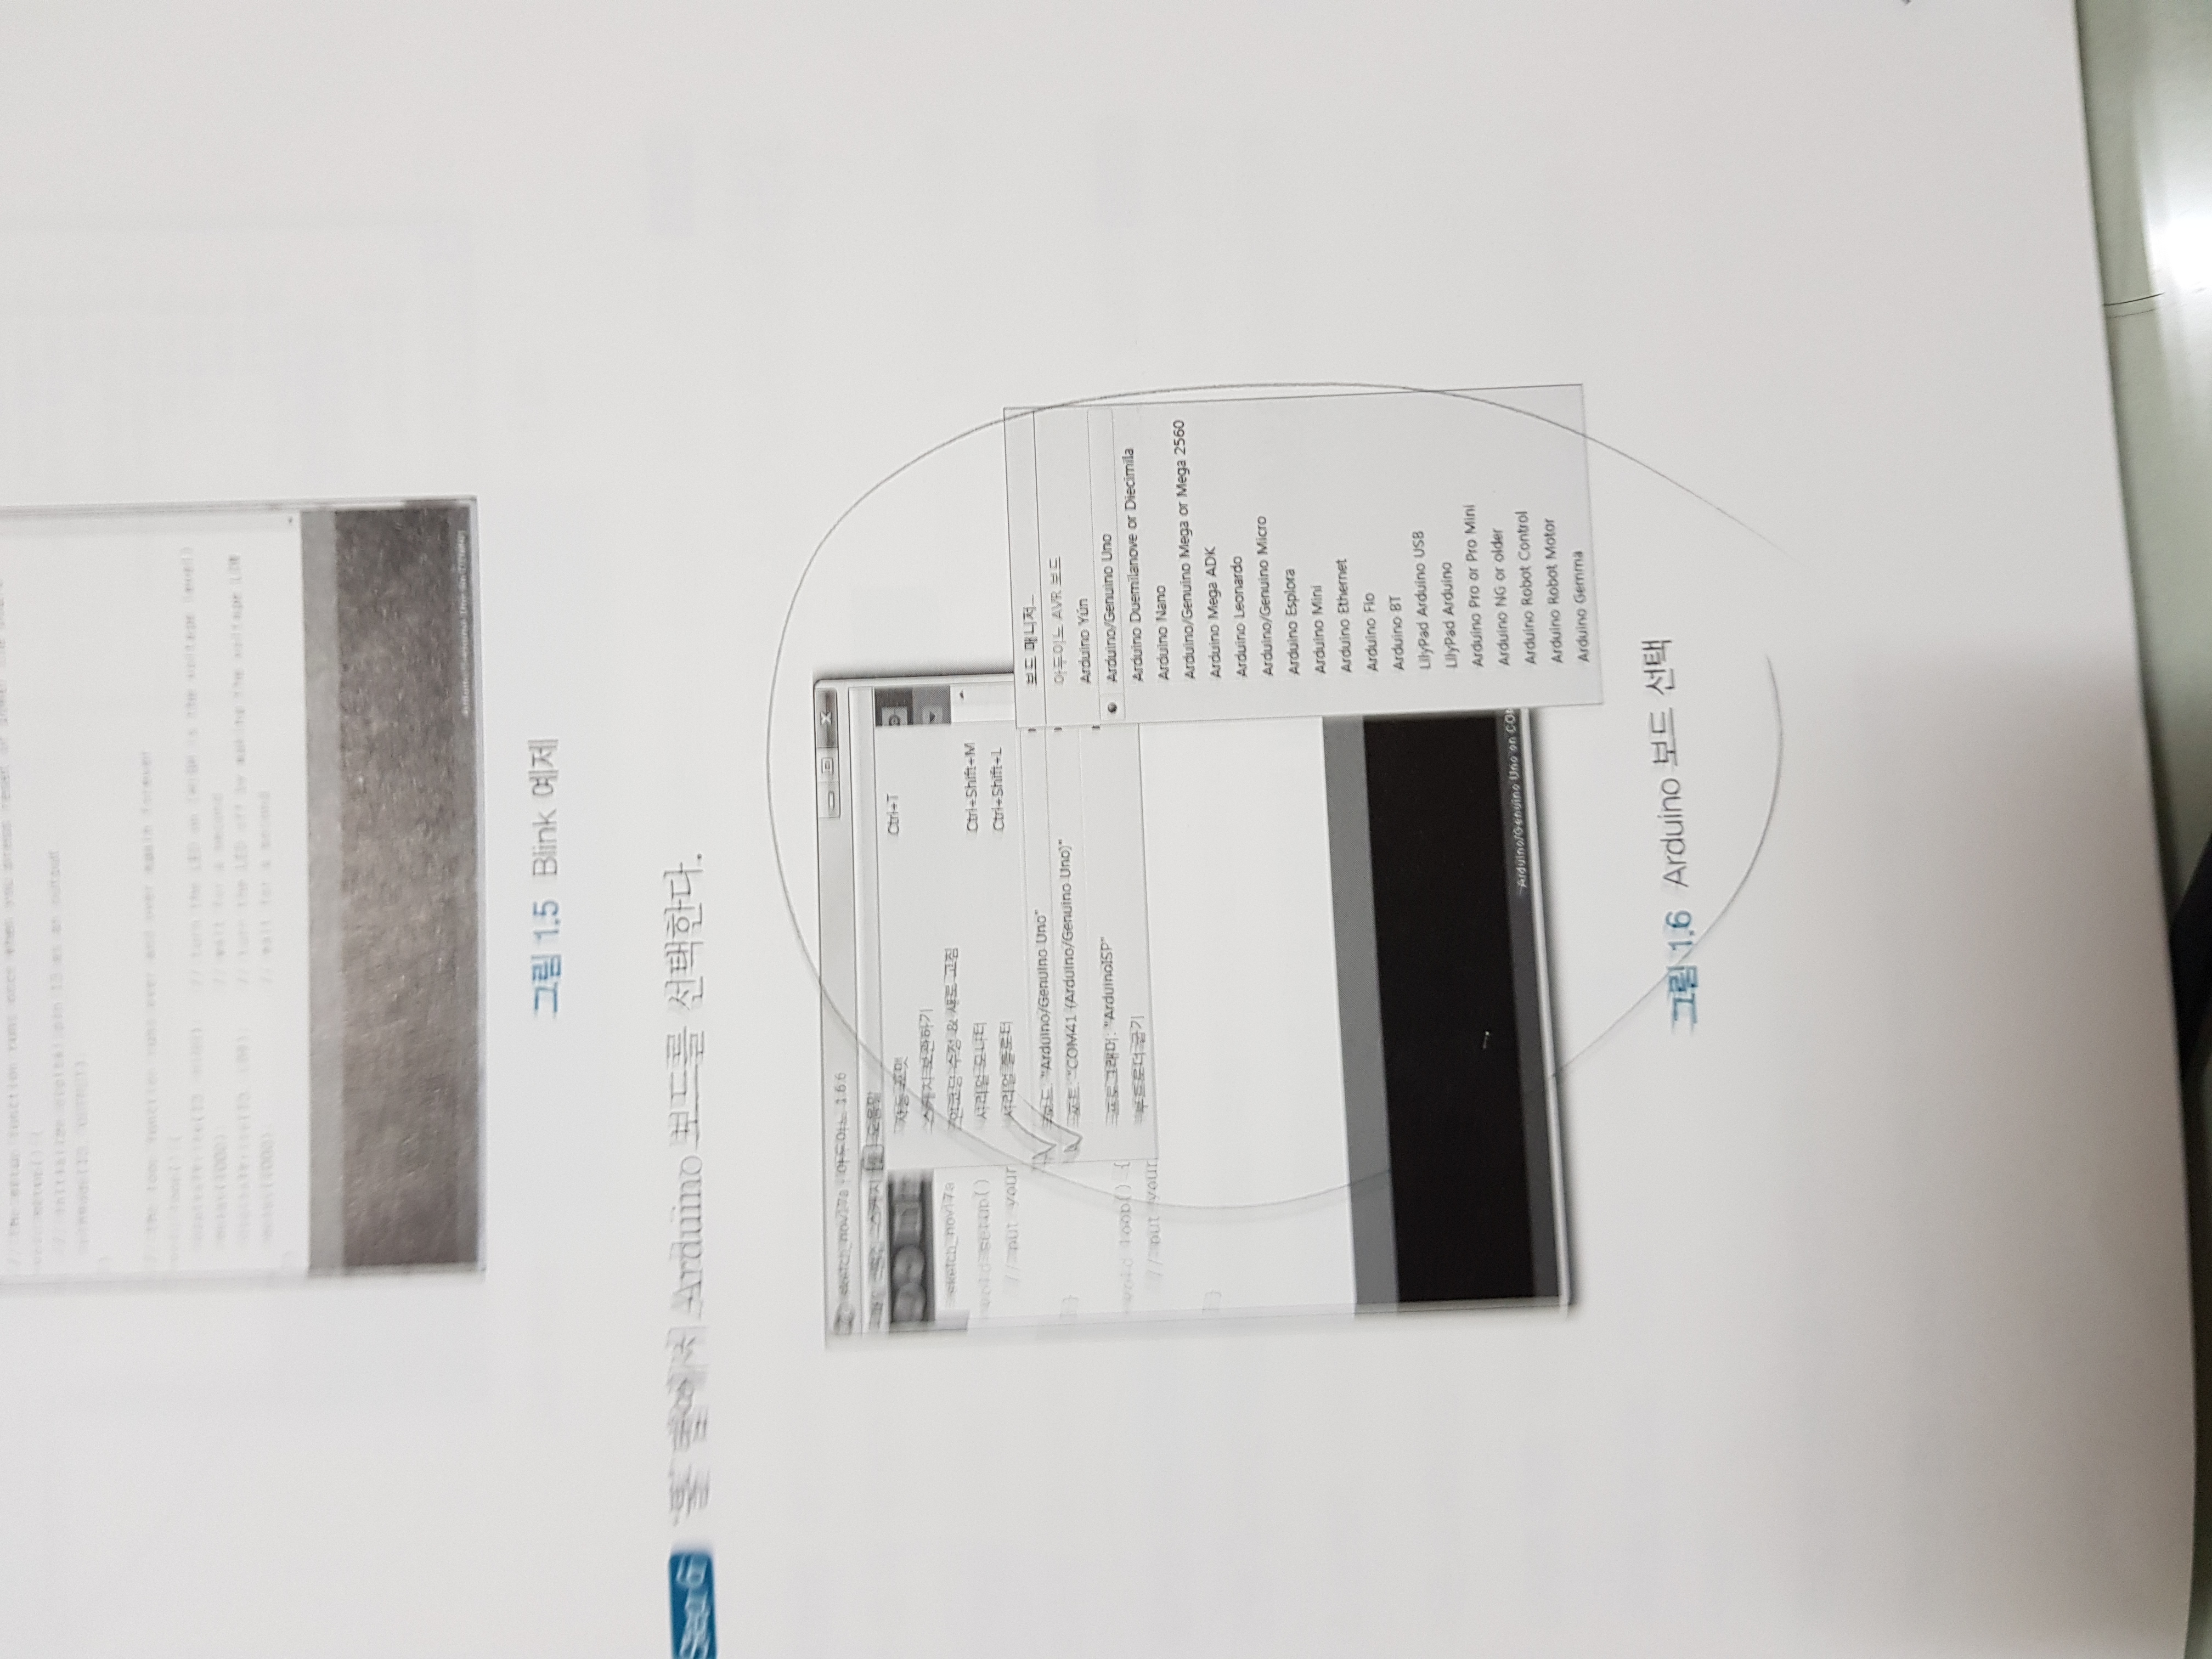 // the setup function runs once when you press reset or power the board
void setup() {
// initialize digital pin 13 as an output
pinMode(13, OUTPUT);
}
// the loop function runs over and over again forever
void loop() {
digitalWrite(13, HIGH); // turn the LED on (HIGH is the voltage level)
delay(1000); // wait for a second
digitalWrite(13, LOW); // turn the LED off by making the voltage LOW
delay(1000); // wait for a second
}
Arduino/Genuino Uno on
그림 1.5 Blink 예제
Step 6 '툴' 탭에서 Arduino 보드를 선택한다.
sketch_nov17a - 아두이노 1.6.6
파일 편집 스케치 툴 도움말
자동 포맷 Ctrl+T
스케치 보관하기
sketch_nov17a
인코딩 수정 & 새로 고침
시리얼 모니터 Ctrl+Shift+M
시리얼 플로터 Ctrl+Shift+L
보드: "Arduino/Genuino Uno"
포트: "COM41 (Arduino/Genuino Uno)"
프로그래머: "ArduinoISP"
부트로더 굽기
void setup()
// put your
}
void loop() {
// put your
}
Arduino/Genuino Uno on CO
보드 매니저...
아두이노 AVR 보드
Arduino Yún
Arduino/Genuino Uno
Arduino Duemilanove or Diecimila
Arduino Nano
Arduino/Genuino Mega or Mega 2560
Arduino Mega ADK
Arduino Leonardo
Arduino/Genuino Micro
Arduino Esplora
Arduino Mini
Arduino Ethernet
Arduino Fio
Arduino BT
LilyPad Arduino USB
LilyPad Arduino
Arduino Pro or Pro Mini
Arduino NG or older
Arduino Robot Control
Arduino Robot Motor
Arduino Gemma
그림 1.6 Arduino 보드 선택